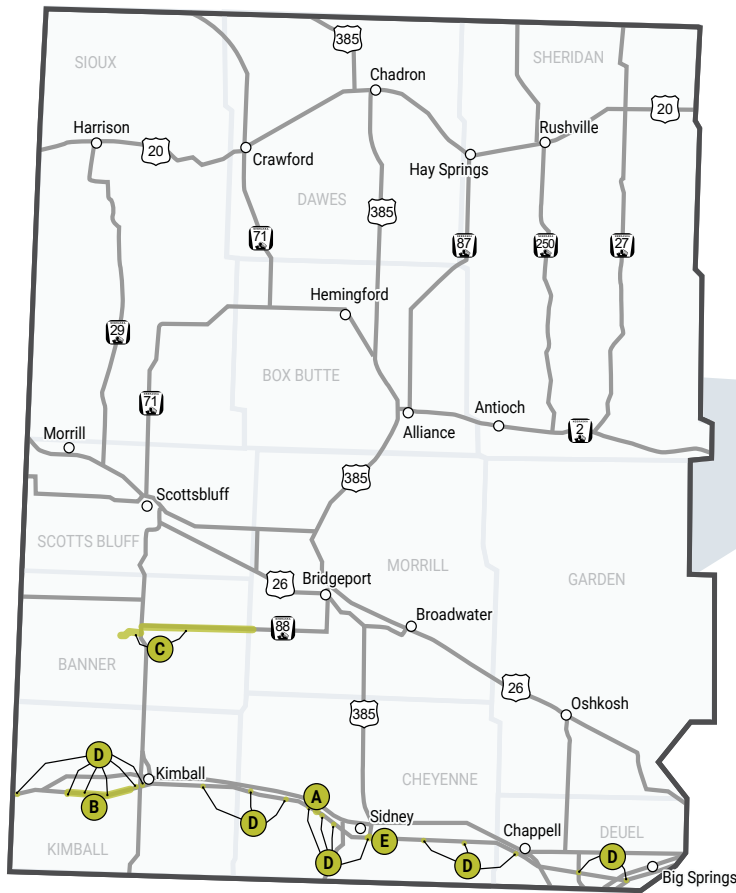 385
SIOUX
SHERIDAN
Chadron
20
Harrison
20
Rushville
Crawford
Hay Springs
DAWES
385
71
87
250
27
Hemingford
29
BOX BUTTE
71
Antioch
Alliance
2
Morrill
385
Scottsbluff
SCOTTS BLUFF
MORRILL
GARDEN
26
Bridgeport
Broadwater
88
C
BANNER
26
Oshkosh
385
D
Kimball
CHEYENNE
A
B
D
Sidney
E
Chappell
DEUEL
KIMBALL
D
D
D
Big Springs